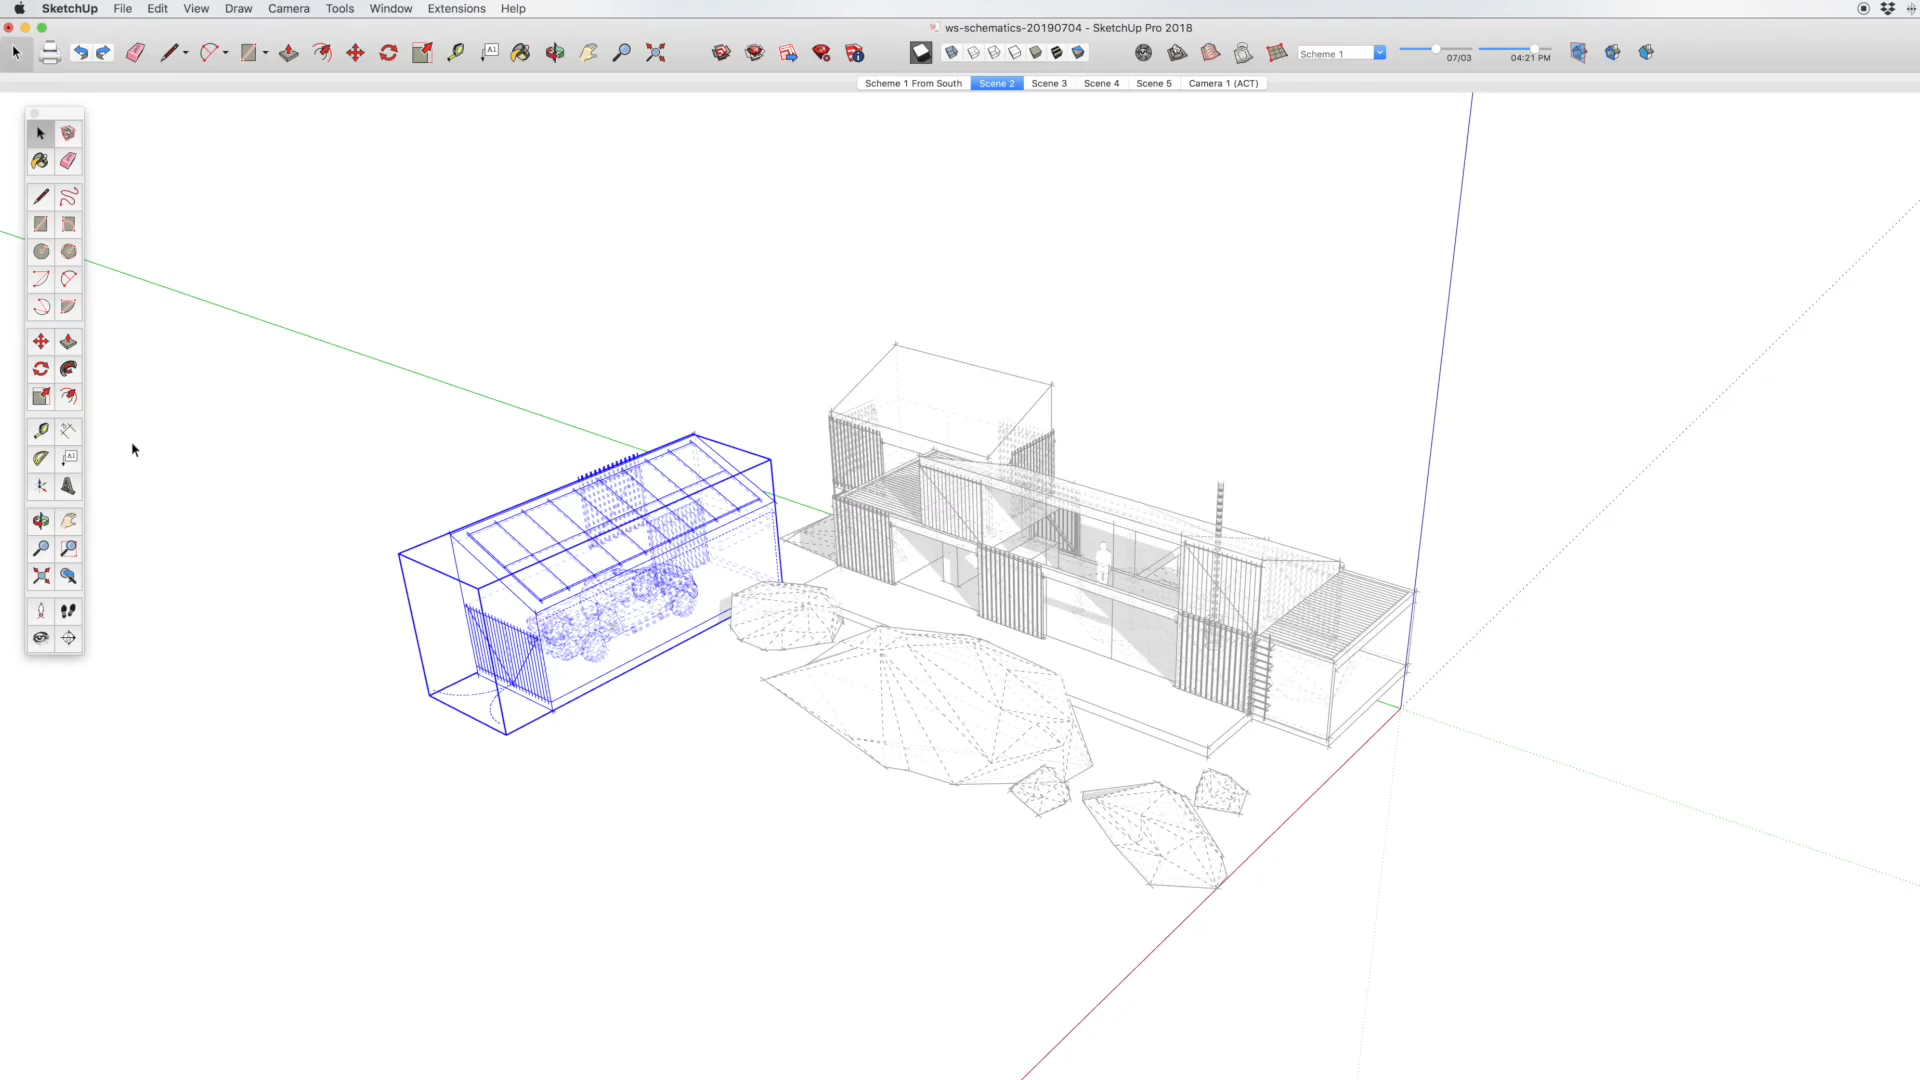 SketchUp File Edit View Draw Camera Tools Window Extensions Help
ws-schematics-20190704 - SketchUp Pro 2018
A1
Scheme 1
07/03
04:21 PM
Scheme 1 From South Scene 2 Scene 3 Scene 4 Scene 5 Camera 1 (ACT)
A1